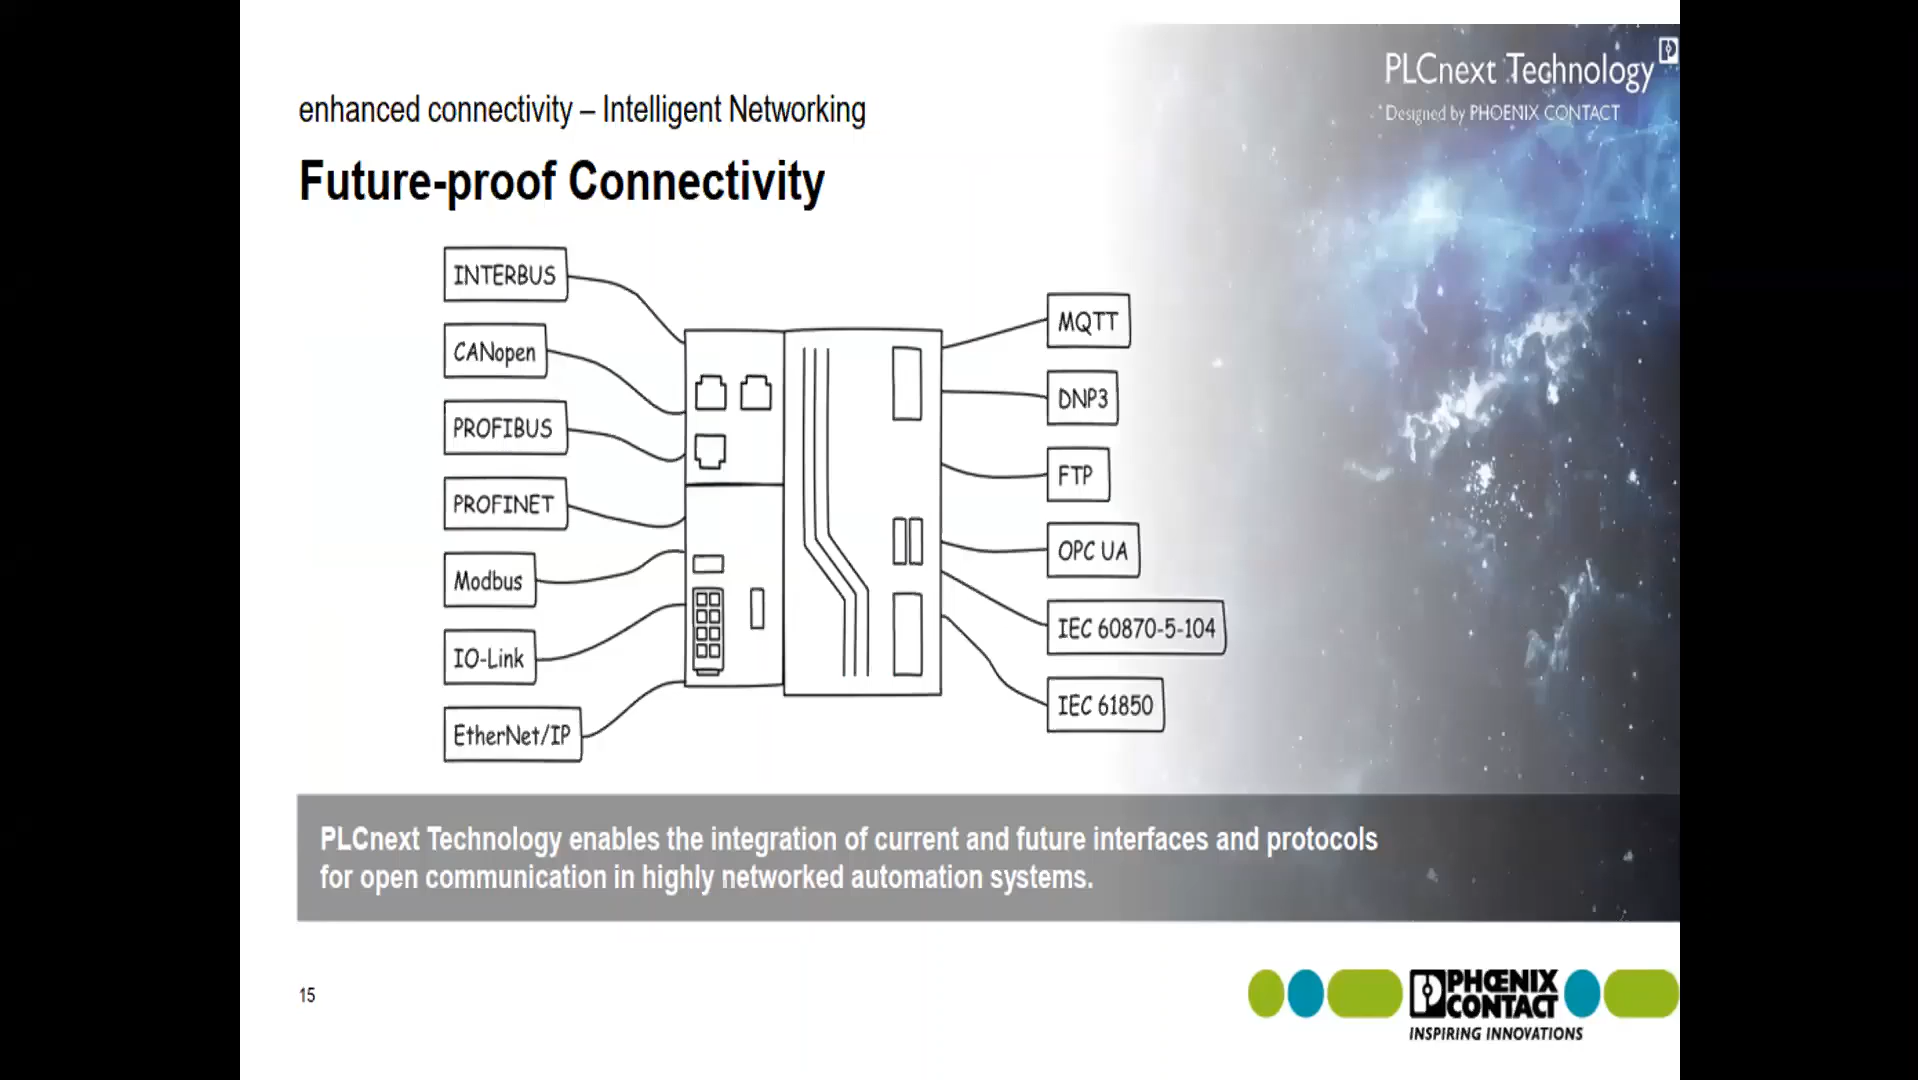 PLCnext Technology
Designed by PHOENIX CONTACT
enhanced connectivity – Intelligent Networking
Future-proof Connectivity
INTERBUS
CANopen
PROFIBUS
PROFINET
Modbus
IO-Link
EtherNet/IP
MQTT
DNP3
FTP
OPC UA
IEC 60870-5-104
IEC 61850
PLCnext Technology enables the integration of current and future interfaces and protocols
for open communication in highly networked automation systems.
15
PHŒNIX
CONTACT
INSPIRING INNOVATIONS